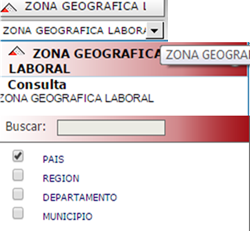 ZONA GEOGRAFICA L
ZONA GEOGRAFICA LABORA
ZONA GEOGRAFICA
LABORAL
ZONA GEOGRA
Consulta
ZONA GEOGRAFICA LABORAL
Buscar:
PAIS
REGION
DEPARTAMENTO
MUNICIPIO